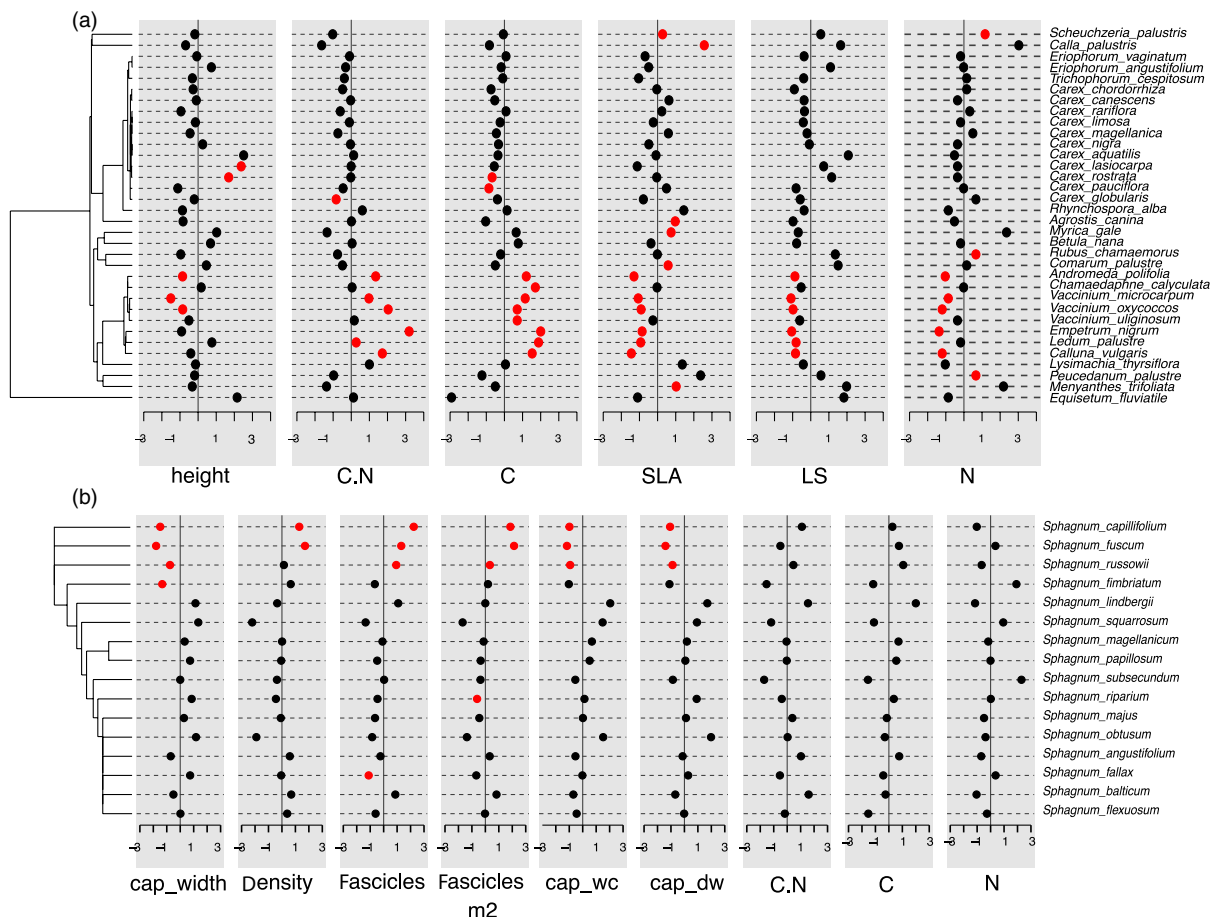 (a)
Scheuchzeria_palustris
Calla_palustris
Eriophorum_vaginatum
Eriophorum_angustifolium
Trichophorum_cespitosum
Carex_chordorrhiza
Carex_canescens
Carex_rariflora
Carex_limosa
Carex_magellanica
Carex_nigra
Carex_aquatilis
Carex_lasiocarpa
Carex_rostrata
Carex_pauciflora
Carex_globularis
Rhynchospora_alba
Agrostis_canina
Myrica_gale
Betula_nana
Rubus_chamaemorus
Comarum_palustre
Andromeda_polifolia
Chamaedaphne_calyculata
Vaccinium_microcarpum
Vaccinium_oxycoccos
Vaccinium_uliginosum
Empetrum_nigrum
Ledum_palustre
Calluna_vulgaris
Lysimachia_thyrsiflora
Peucedanum_palustre
Menyanthes_trifoliata
Equisetum_fluviatile
−3 −1 1 3 −3 −1 1 3 −3 −1 1 3 −3 −1 1 3 −3 −1 1 3 −3 −1 1 3
height C.N C SLA LS N
(b)
Sphagnum_capillifolium
Sphagnum_fuscum
Sphagnum_russowii
Sphagnum_fimbriatum
Sphagnum_lindbergii
Sphagnum_squarrosum
Sphagnum_magellanicum
Sphagnum_papillosum
Sphagnum_subsecundum
Sphagnum_riparium
Sphagnum_majus
Sphagnum_obtusum
Sphagnum_angustifolium
Sphagnum_fallax
Sphagnum_balticum
Sphagnum_flexuosum
−3 −1 1 3 −3 −1 1 3 −3 −1 1 3 −3 −1 1 3 −3 −1 1 3 −3 −1 1 3 −3 −1 1 3 −3 −1 1 3 −3 −1 1 3
cap_width Density Fascicles Fascicles cap_wc cap_dw C.N C N
m2